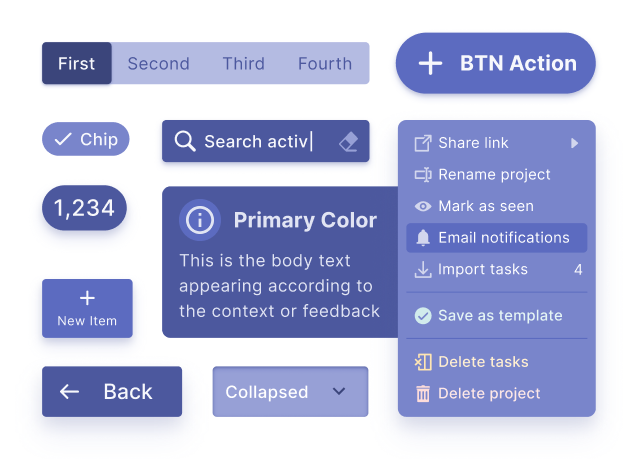 First Second Third Fourth
BTN Action
Chip
Search activ
1,234
Primary Color
This is the body text
appearing according to
the context or feedback
New Item
Back
Collapsed
Share link
Rename project
Mark as seen
Email notifications
Import tasks 4
Save as template
Delete tasks
Delete project